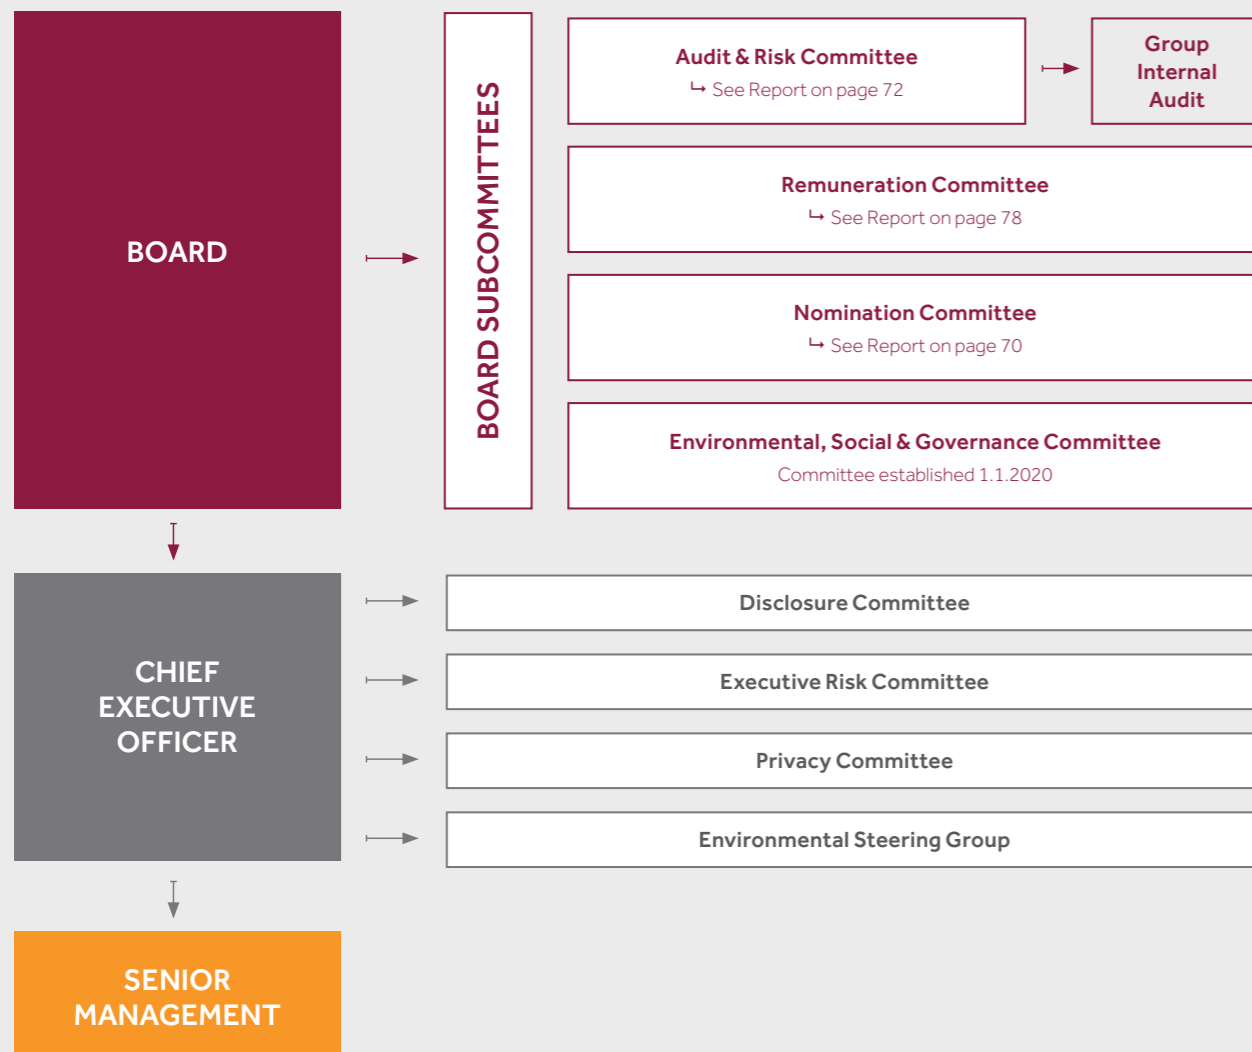 BOARD
BOARD SUBCOMMITTEES
Audit & Risk Committee
↳ See Report on page 72
Group
Internal
Audit
Remuneration Committee
↳ See Report on page 78
Nomination Committee
↳ See Report on page 70
Environmental, Social & Governance Committee
Committee established 1.1.2020
CHIEF
EXECUTIVE
OFFICER
Disclosure Committee
Executive Risk Committee
Privacy Committee
Environmental Steering Group
SENIOR
MANAGEMENT